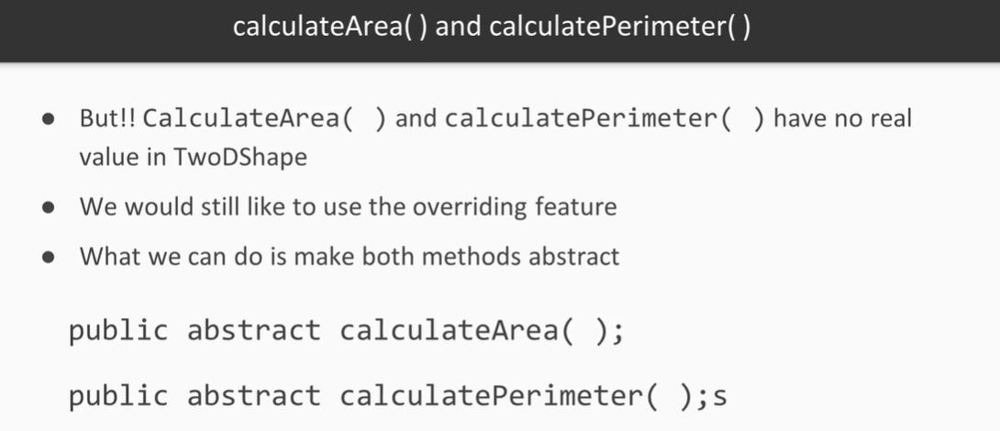 calculateArea( ) and calculatePerimeter( )
● But!! CalculateArea( ) and calculatePerimeter( ) have no real
value in TwoDShape
● We would still like to use the overriding feature
● What we can do is make both methods abstract
public abstract calculateArea( );
public abstract calculatePerimeter( );s